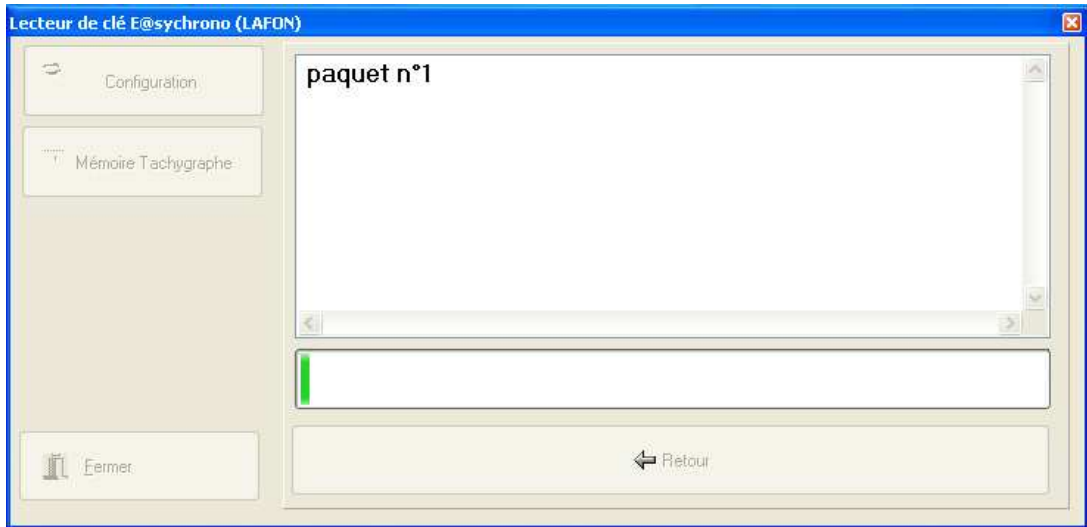 Lecteur de clé E@sychrono (LAFON)
Configuration
Mémoire Tachygraphe
paquet n°1
Fermer
Retour